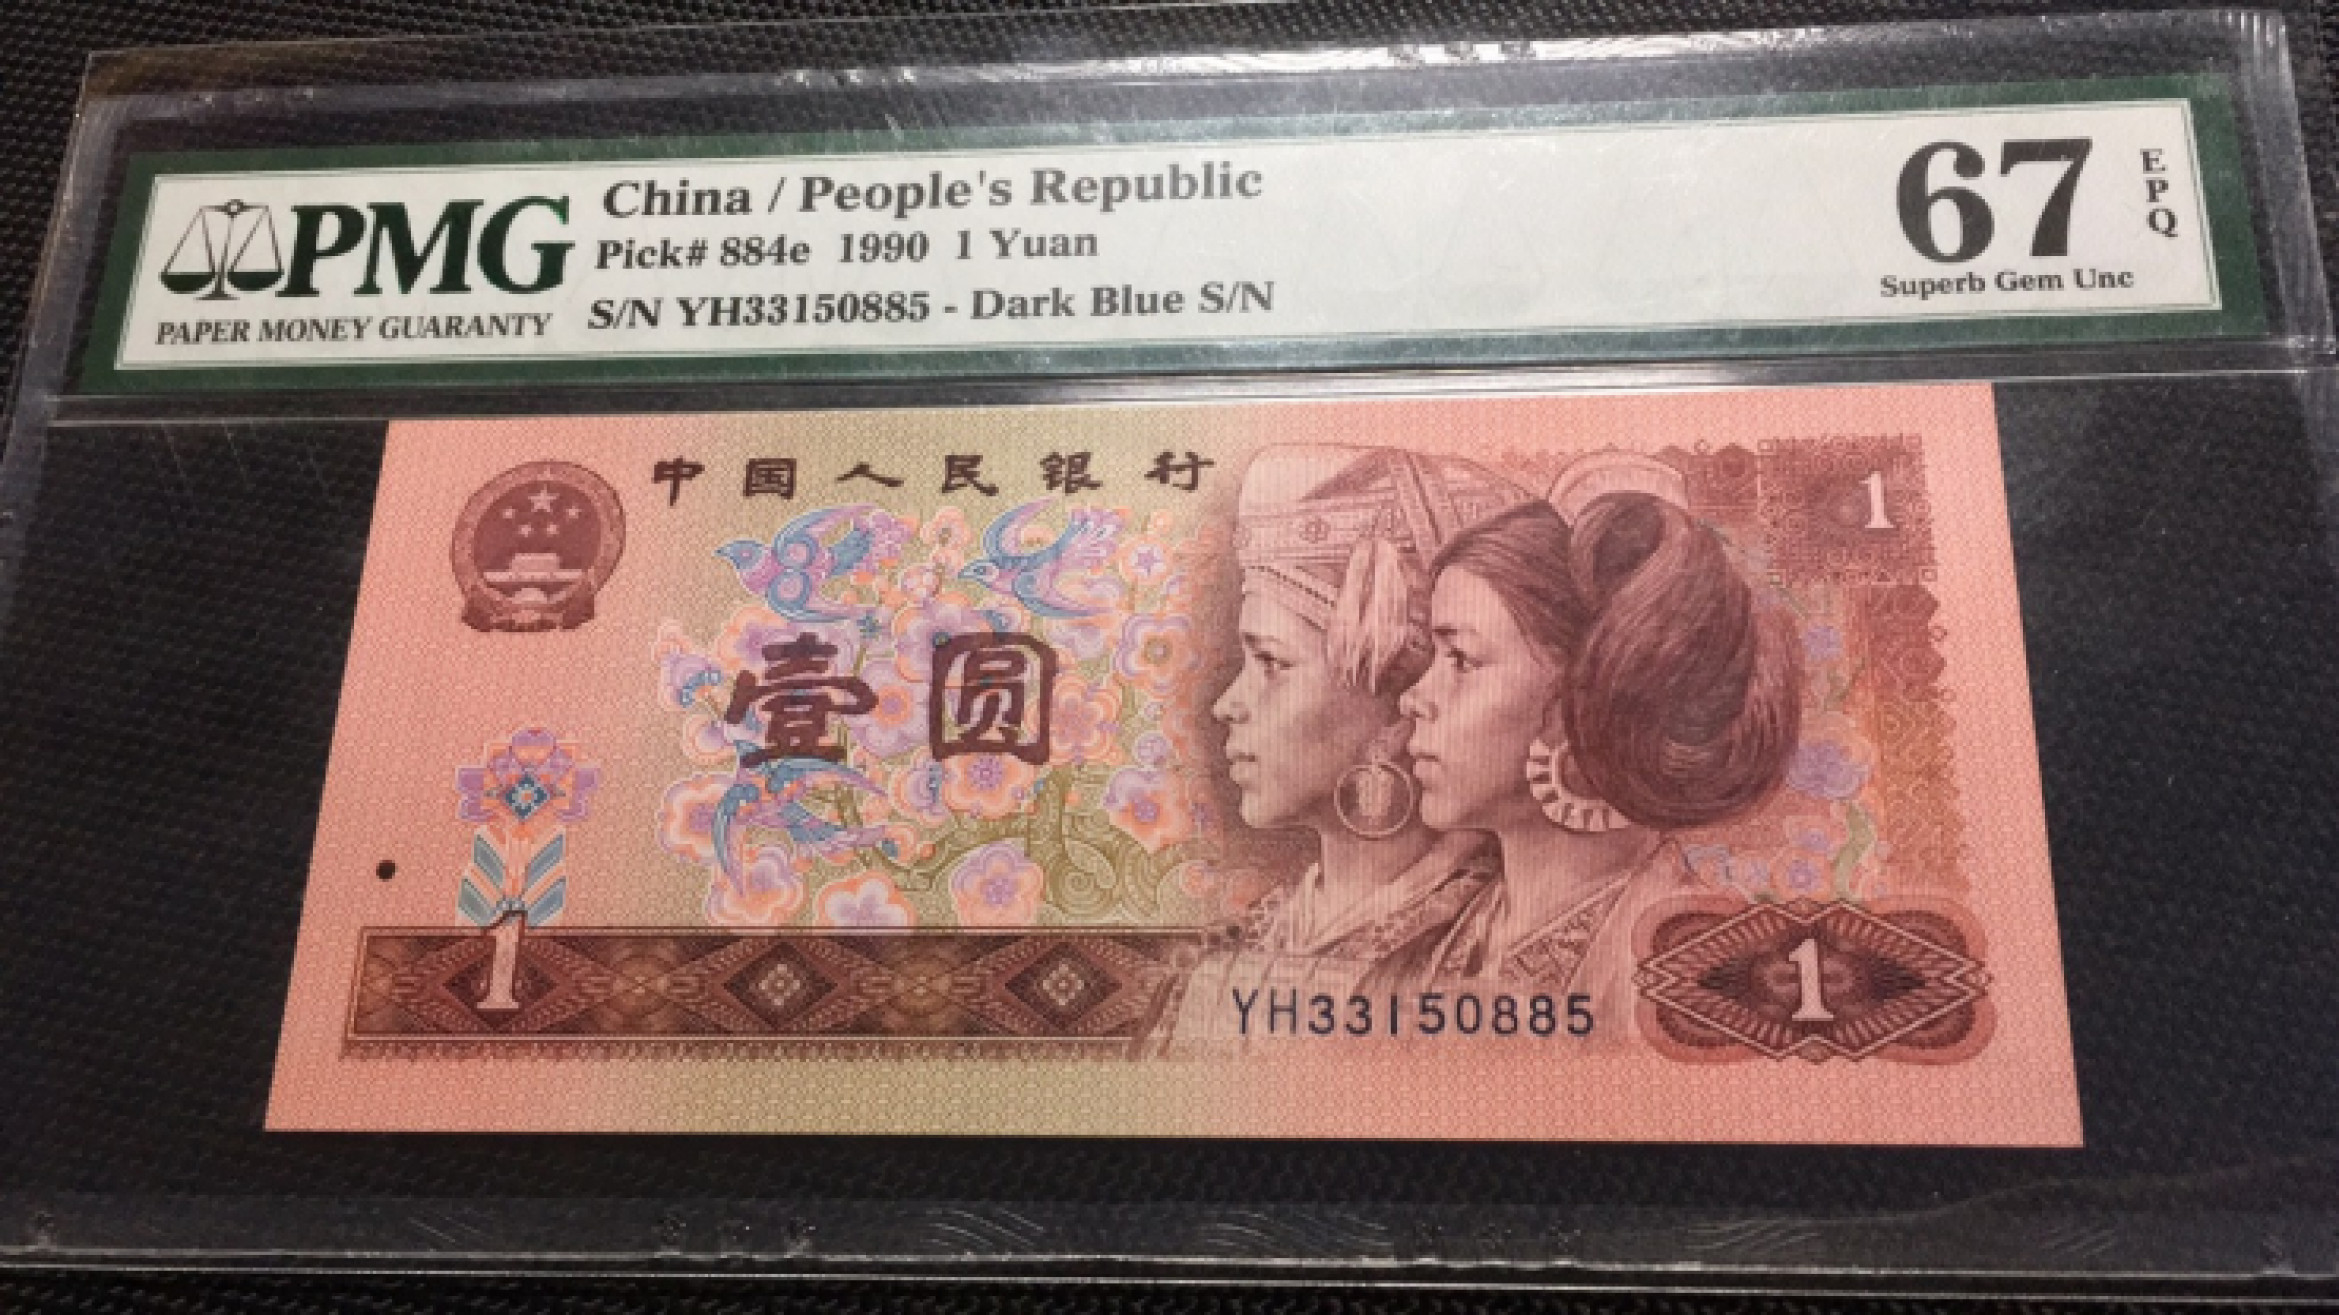 PMG
PAPER MONEY GUARANTY
China / People's Republic
Pick# 884e 1990 1 Yuan
S/N YH33150885 - Dark Blue S/N
67
EPQ
Superb Gem Unc
中国人民银行
1
壹圆
1
YH33150885
1